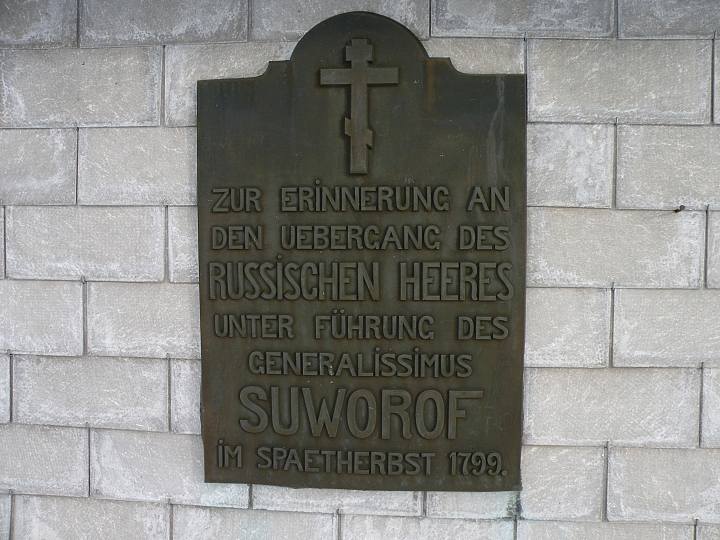 ZUR ERINNERUNG AN
DEN UEBERGANG DES
RUSSISCHEN HEERES
UNTER FÜHRUNG DES
GENERALISSIMUS
SUWOROF
IM SPAETHERBST 1799.